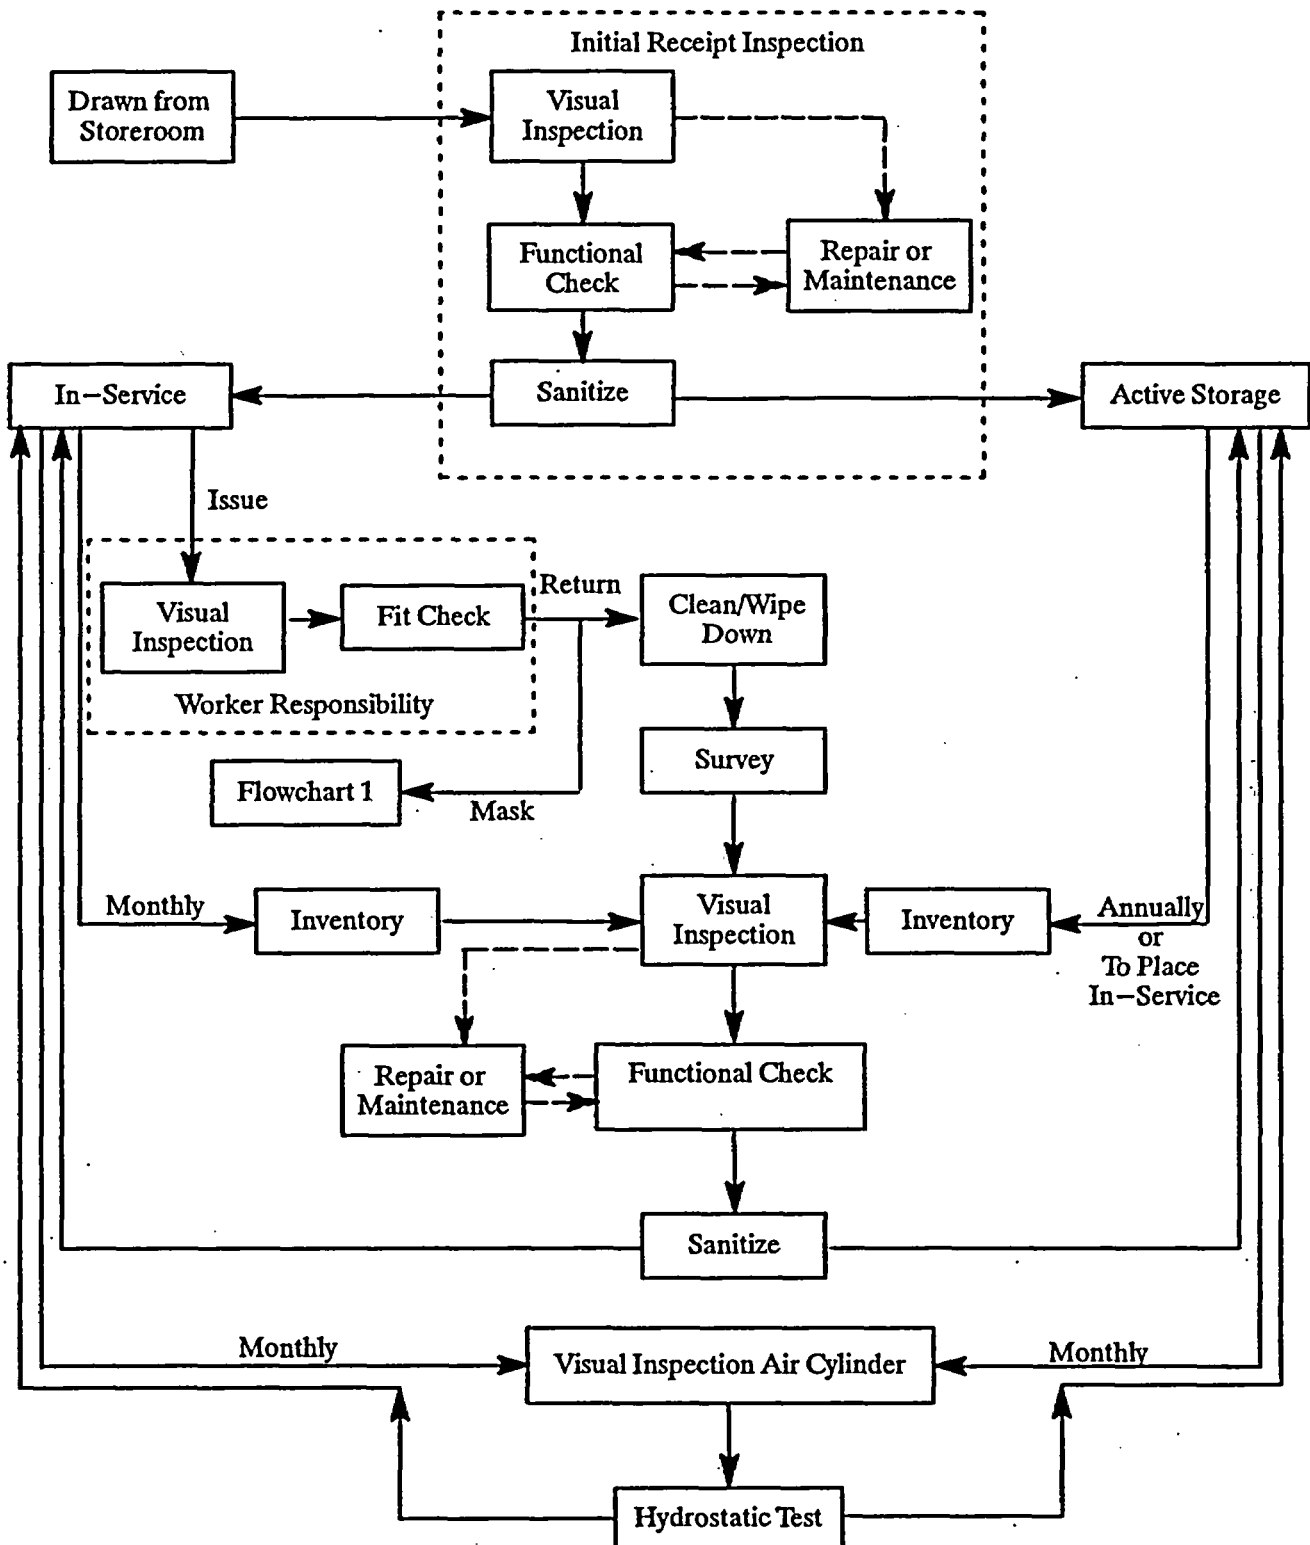 Initial Receipt Inspection
Drawn from
Storeroom
Visual
Inspection
Functional
Check
Repair or
Maintenance
In-Service
Sanitize
Active Storage
Issue
Visual
Inspection
Fit Check
Return
Clean/Wipe
Down
Worker Responsibility
Survey
Flowchart 1
Mask
Monthly
Inventory
Visual
Inspection
Inventory
Annually
or
To Place
In-Service
Repair or
Maintenance
Functional Check
Sanitize
Monthly
Visual Inspection Air Cylinder
Monthly
Hydrostatic Test